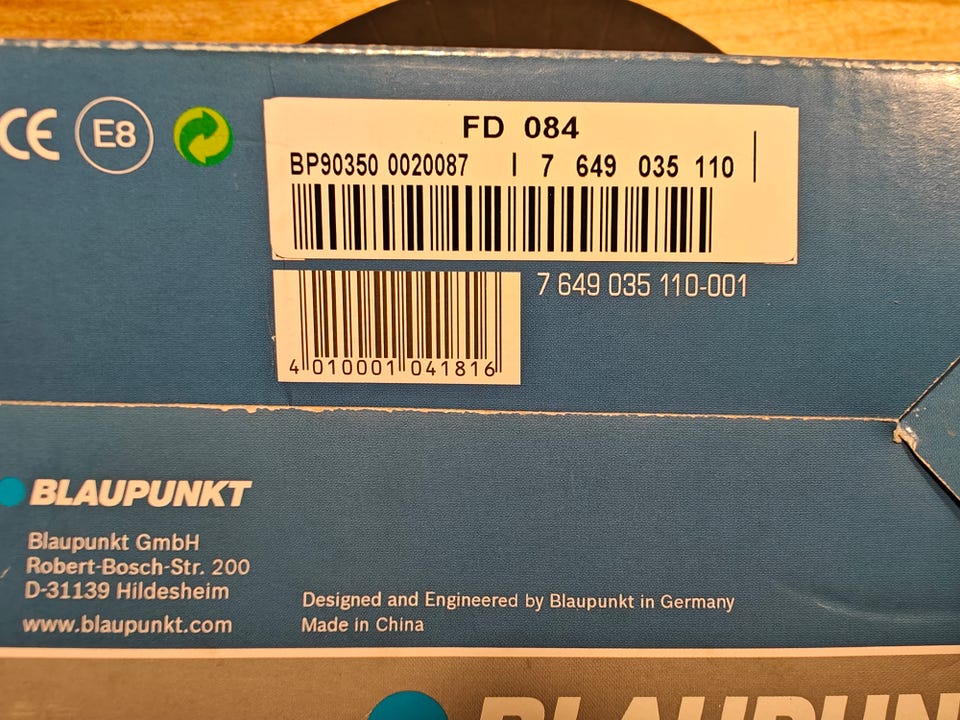 CE E8
FD 084
BP90350 0020087 | 7 649 035 110 |
7 649 035 110-001
4 010001 041816
BLAUPUNKT
Blaupunkt GmbH
Robert-Bosch-Str. 200
D-31139 Hildesheim
www.blaupunkt.com
Designed and Engineered by Blaupunkt in Germany
Made in China
BLAUPUN